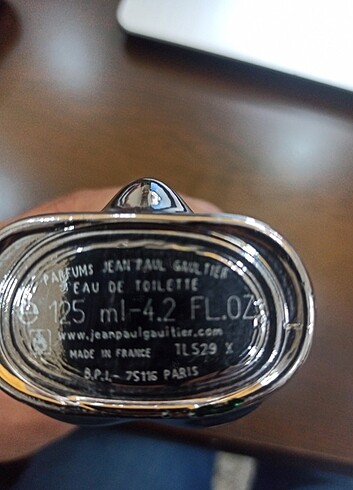 PARFUMS JEAN PAUL GAULTIER
EAU DE TOILETTE
e 125 ml-4.2 FL.OZ
www.jeanpaulgaultier.com
MADE IN FRANCE 1LS29 X
B.P.I.- 75116 PARIS